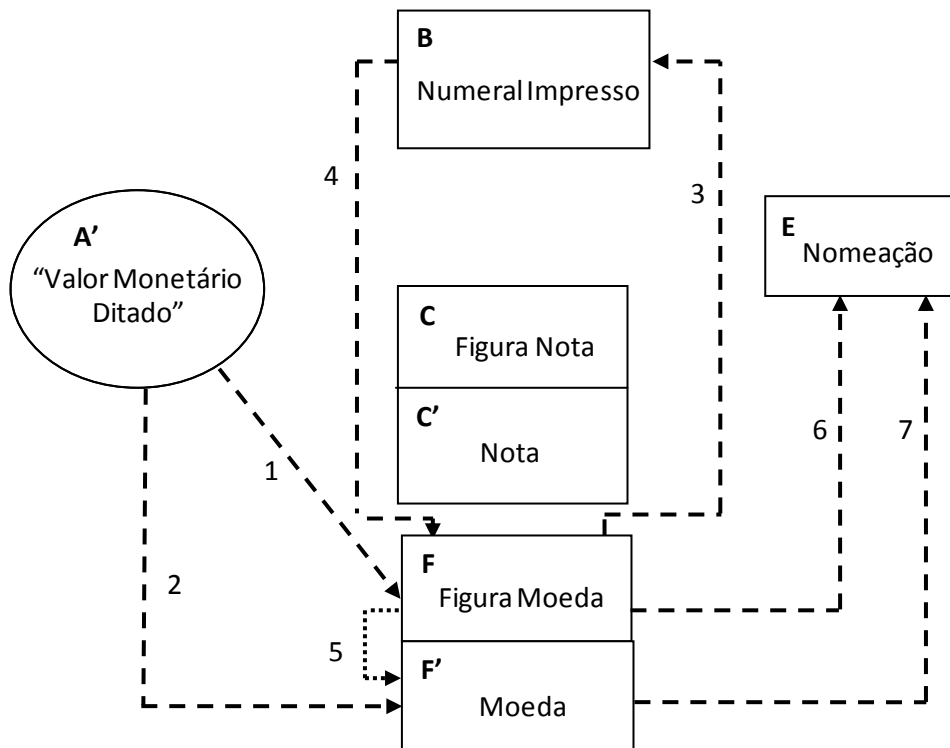 B
Numeral Impresso
4
3
A’
“Valor Monetário
Ditado”
E
Nomeação
C
Figura Nota
C’
Nota
6
7
1
2
F
Figura Moeda
5
F’
Moeda